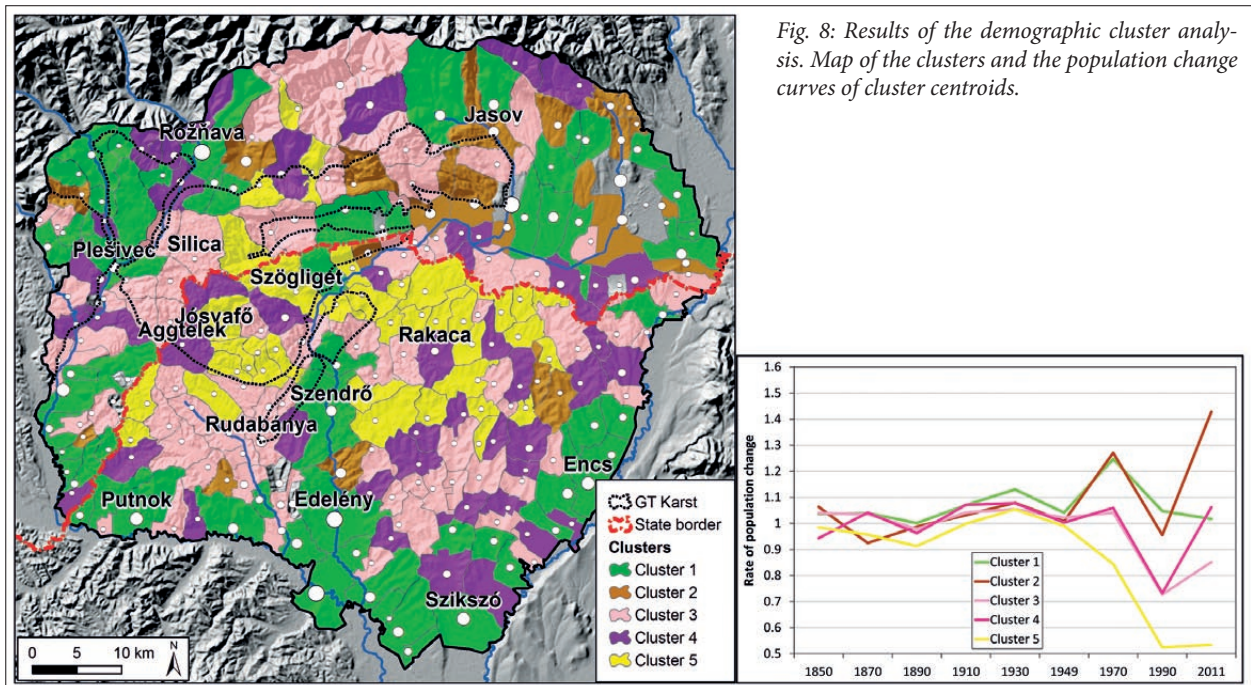 Fig. 8: Results of the demographic cluster analy-
sis. Map of the clusters and the population change
curves of cluster centroids.
Jasov
Rožňava
Plešivec
Silica
Szögliget
Jósvafő
Aggtelek
Rakaca
Szendrő
Rudabánya
Encs
Putnok
Edelény
Szikszó
GT Karst
State border
Clusters
Cluster 1
Cluster 2
Cluster 3
Cluster 4
Cluster 5
0 5 10 km
N
Rate of population change
1.6
1.5
1.4
1.3
1.2
1.1
1
0.9
0.8
0.7
0.6
0.5
Cluster 1
Cluster 2
Cluster 3
Cluster 4
Cluster 5
1850 1870 1890 1910 1930 1949 1970 1990 2011